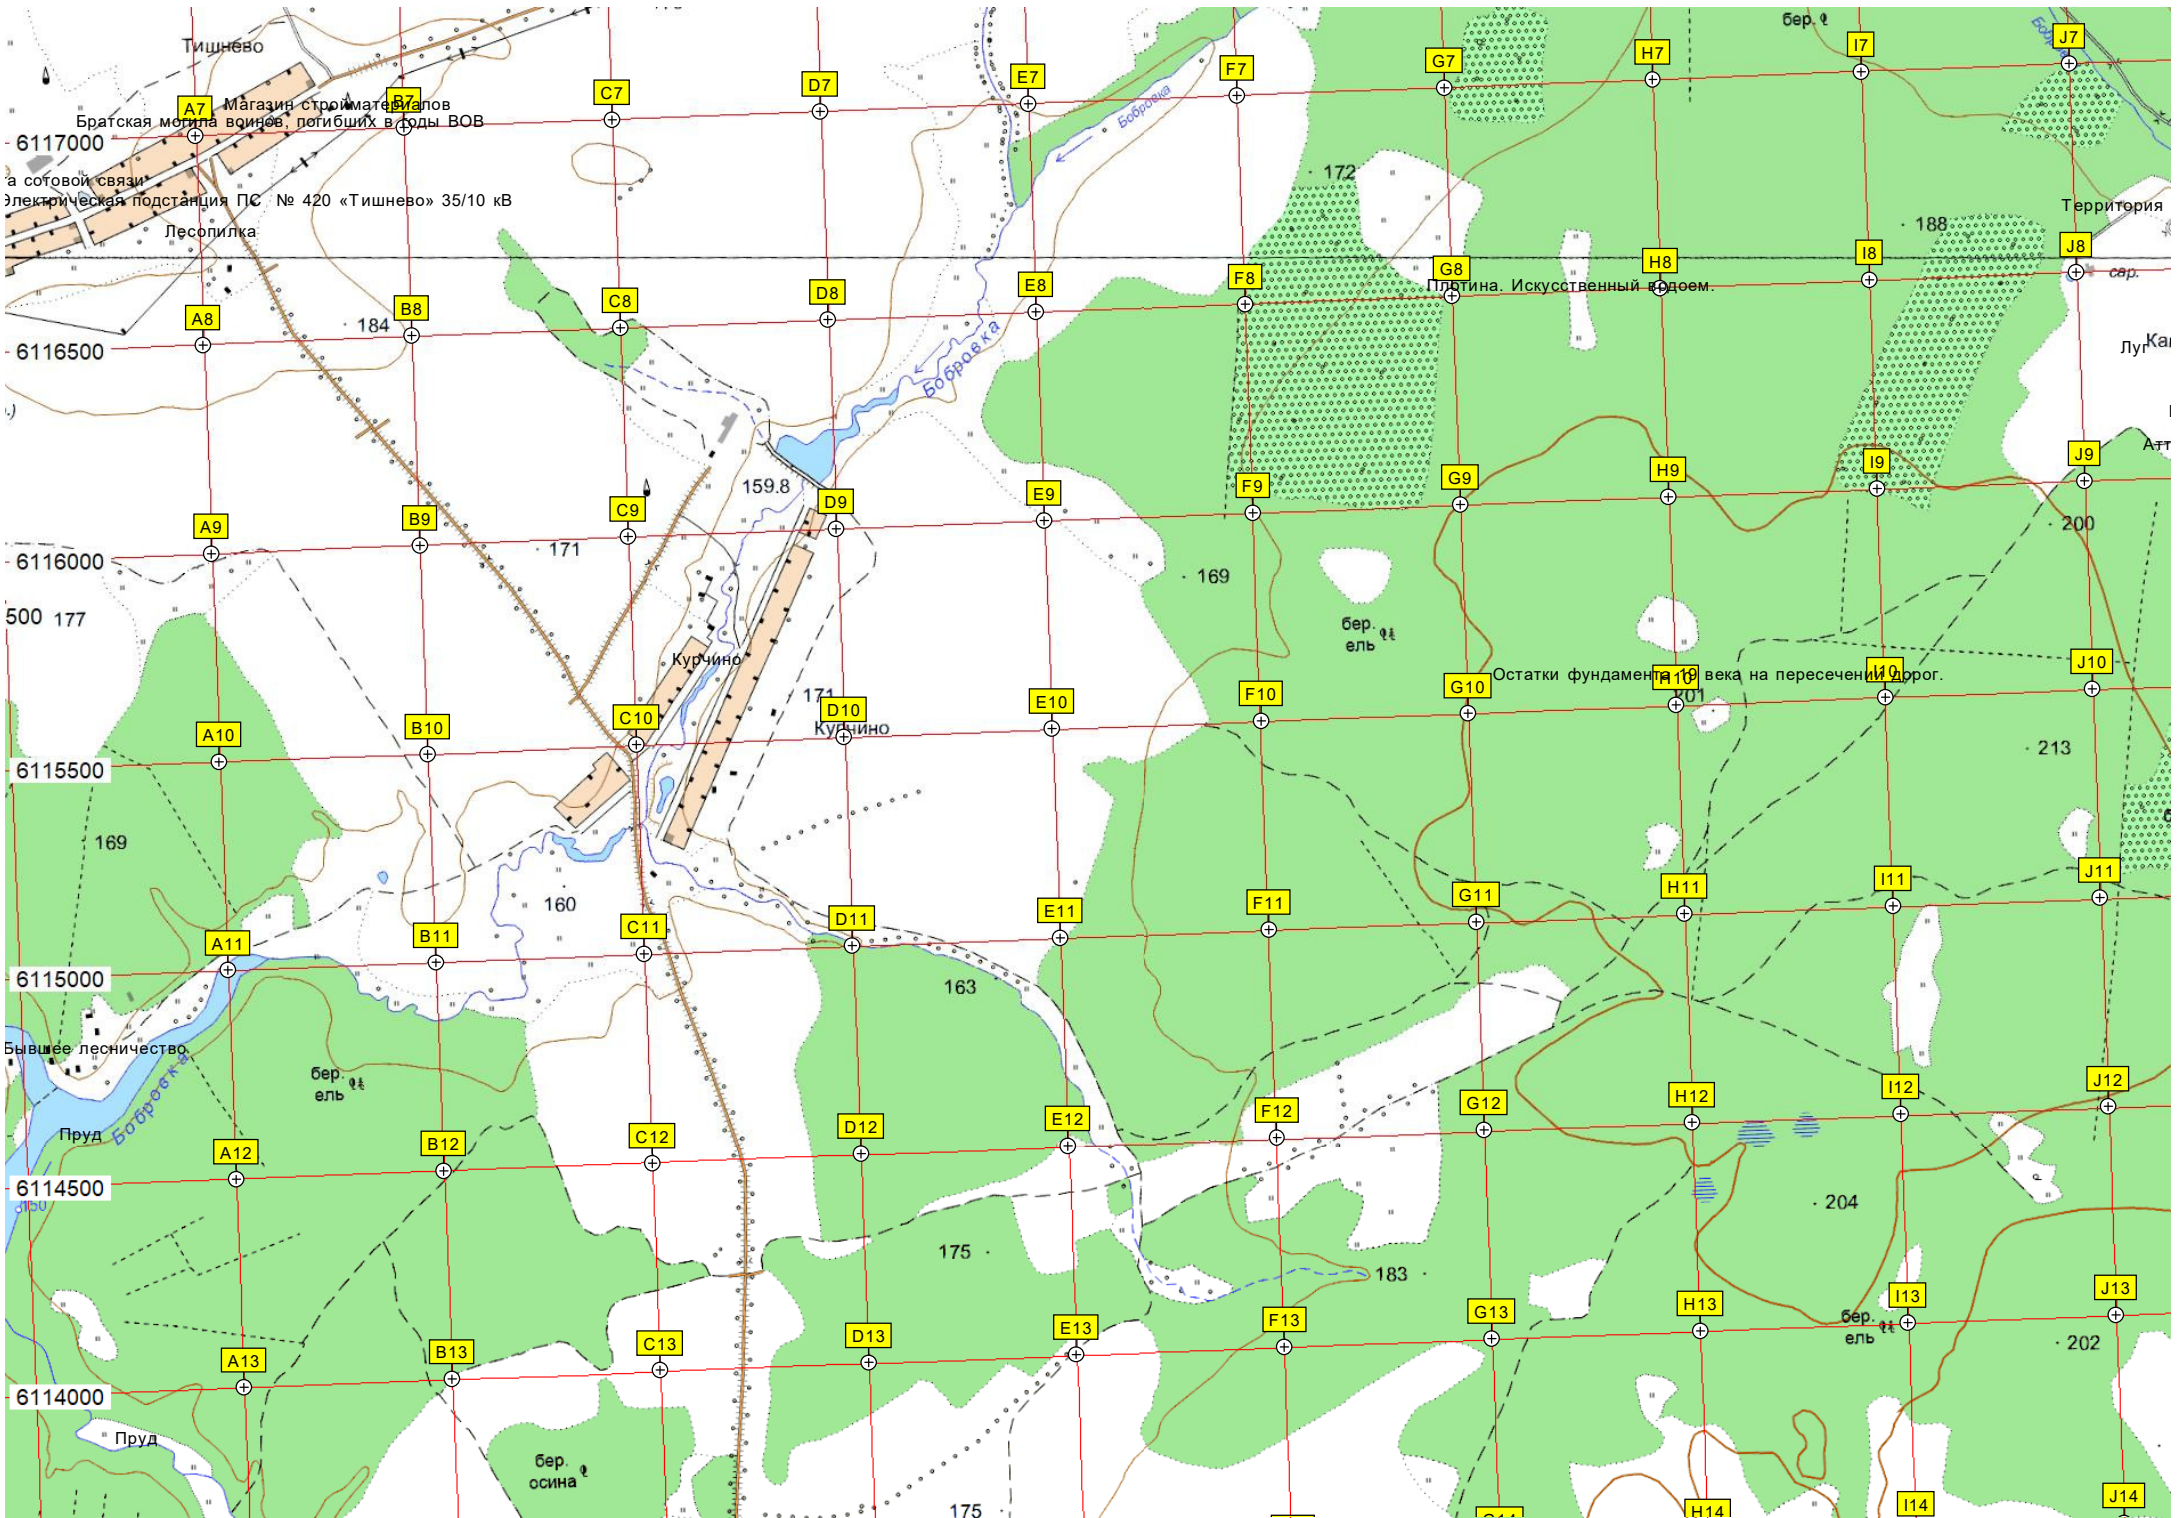 бер.
Тишнево
J7
I7
H7
G7
F7
E7
D7
C7
B7
A7
Магазин стройматериалов
Братская могила воинов, погибших в годы ВОВ
Бобровка
6117000
172
а сотовой связи
Электрическая подстанция ПС № 420 «Тишнево» 35/10 кВ
Территория
188
Лесопилка
J8
I8
H8
G8
F8
E8
D8
C8
B8
A8
сар.
Плотина. Искусственный водоем.
184
6116500
Луг
Бобровка
159.8
J9
I9
H9
G9
F9
E9
D9
C9
B9
A9
200
171
6116000
169
500 177
бер.
ель
Курчино
Остатки фундамента 19 века на пересечении дорог.
J10
I10
H10
G10
F10
E10
D10
C10
B10
A10
201
171
Курчино
213
6115500
169
160
J11
I11
H11
G11
F11
E11
D11
C11
B11
A11
6115000
163
Бывшее лесничество
бер.
ель
Бобровка
Пруд
J12
I12
H12
G12
F12
E12
D12
C12
B12
A12
6114500
150
204
175
183
J13
I13
H13
G13
F13
E13
D13
C13
B13
A13
бер.
ель
202
6114000
Пруд
бер.
осина
175
J14
I14
H14
G14